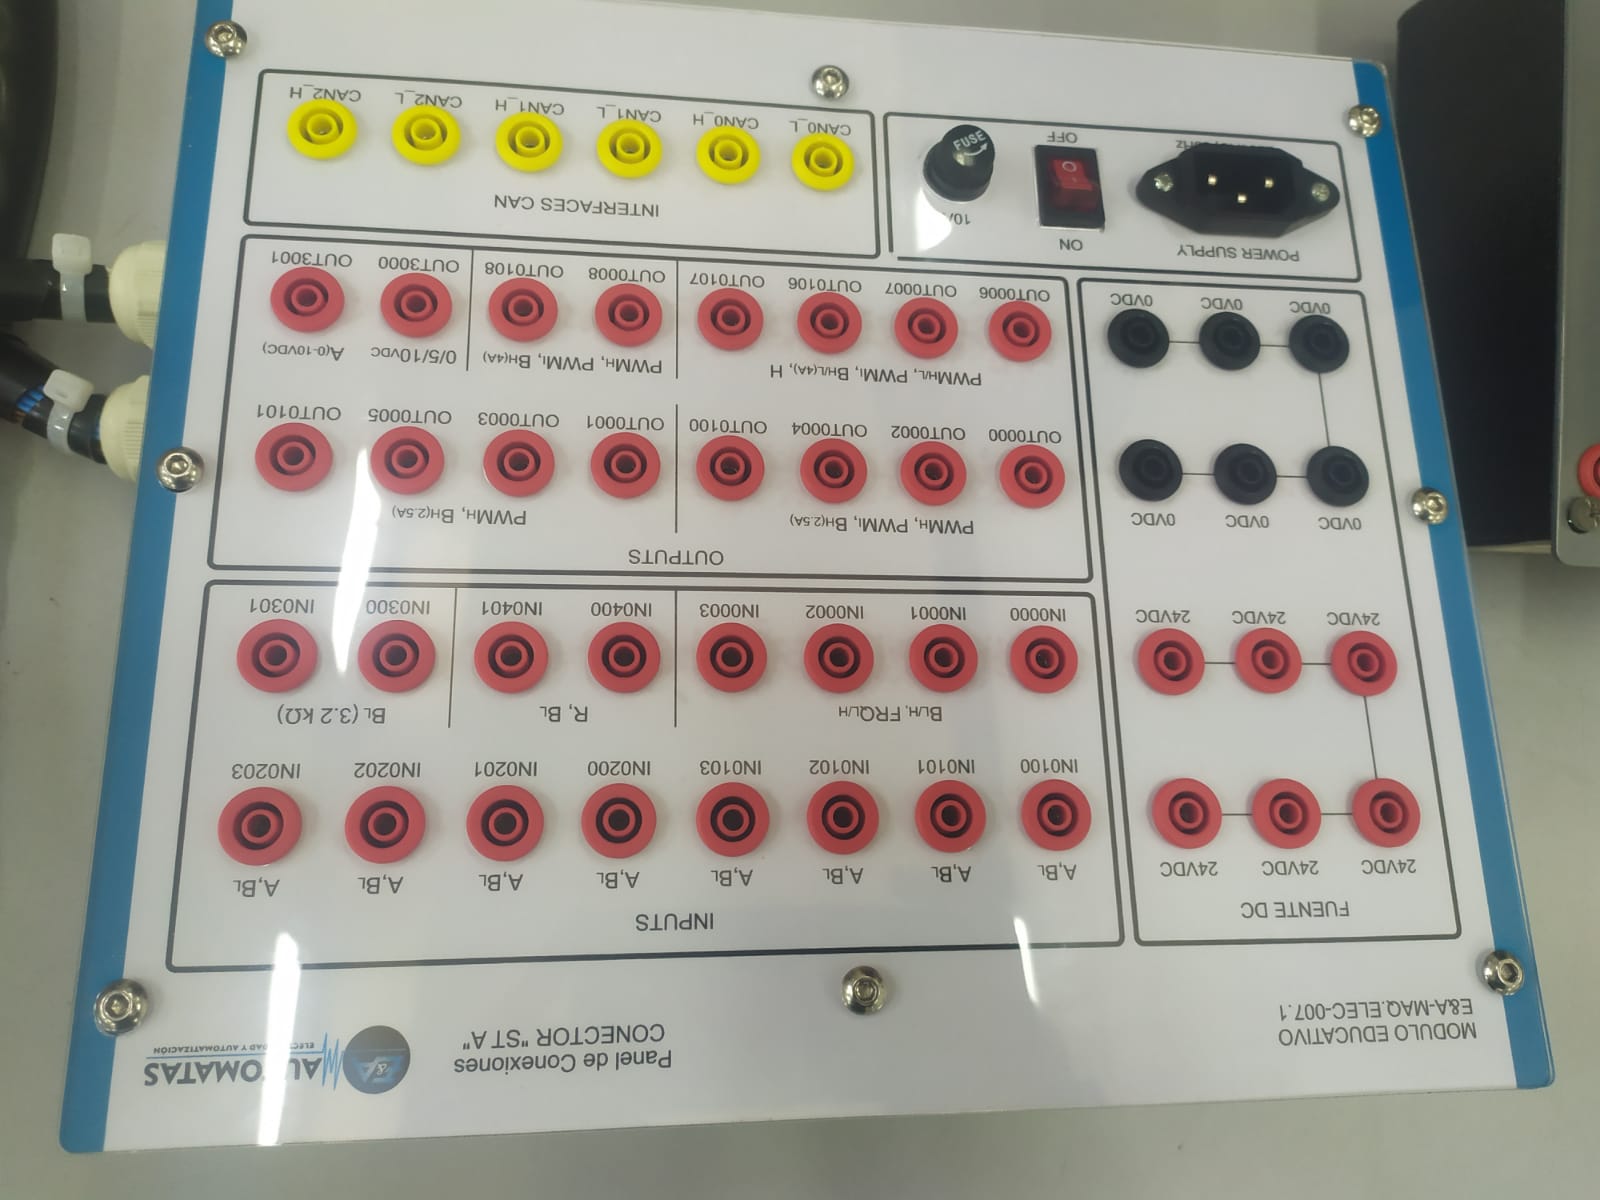 MODULO EDUCATIVO
E&A-MAQ.ELEC-007.1
Panel de Conexiones
CONECTOR "ST A"
E&A AUTOMATAS
FUENTE DC
24VDC 24VDC 24VDC
24VDC 24VDC 24VDC
0VDC 0VDC 0VDC
0VDC 0VDC 0VDC
INPUTS
A,BL A,BL A,BL A,BL A,BL A,BL A,BL A,BL
IN0100 IN0101 IN0102 IN0103 IN0200 IN0201 IN0202 IN0203
BL/H, FRQL/H R, BL BL (3.2 kΩ)
IN0000 IN0001 IN0002 IN0003 IN0400 IN0401 IN0300 IN0301
OUTPUTS
PWMH, PWMI, BH(2.5A) PWMH, BH(2.5A)
OUT0000 OUT0002 OUT0004 OUT0100 OUT0001 OUT0003 OUT0005 OUT0101
PWMH/L, PWMI, BH/L(4A), H PWMH, PWMI, BH(4A) 0/5/10VDC A(0-10VDC)
OUT0006 OUT0007 OUT0106 OUT0107 OUT0008 OUT0108 OUT3000 OUT3001
POWER SUPPLY
ON
OFF
FUSE
INTERFACES CAN
CAN0_L CAN0_H CAN1_L CAN1_H CAN2_L CAN2_H